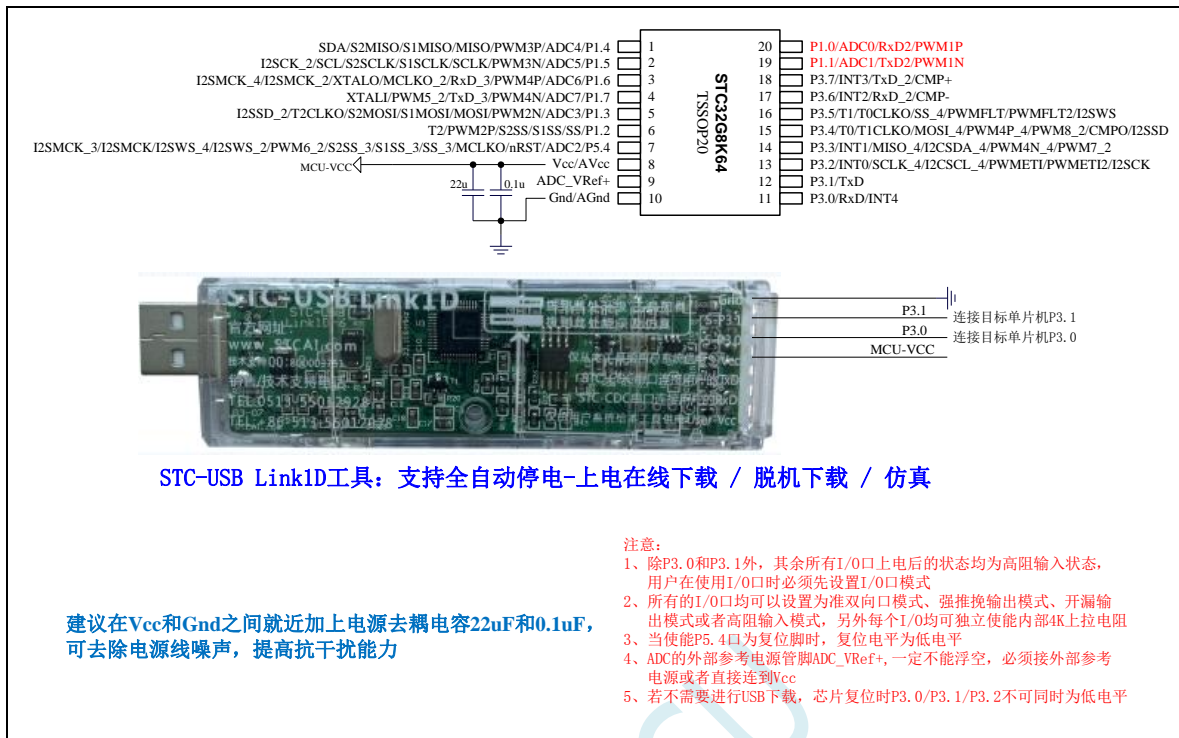 SDA/S2MISO/S1MISO/MISO/PWM3P/ADC4/P1.4 1
I2SCK_2/SCL/S2SCLK/S1SCLK/SCLK/PWM3N/ADC5/P1.5 2
I2SMCK_4/I2SMCK_2/XTALO/MCLKO_2/RxD_3/PWM4P/ADC6/P1.6 3
XTALI/PWM5_2/TxD_3/PWM4N/ADC7/P1.7 4
I2SSD_2/T2CLKO/S2MOSI/S1MOSI/MOSI/PWM2N/ADC3/P1.3 5
T2/PWM2P/S2SS/S1SS/SS/P1.2 6
I2SMCK_3/I2SMCK/I2SWS_4/I2SWS_2/PWM6_2/S2SS_3/S1SS_3/SS_3/MCLKO/nRST/ADC2/P5.4 7
MCU-VCC Vcc/AVcc 8
ADC_VRef+ 9
Gnd/AGnd 10
22u 0.1u
STC32G8K64
TSSOP20
20 P1.0/ADC0/RxD2/PWM1P
19 P1.1/ADC1/TxD2/PWM1N
18 P3.7/INT3/TxD_2/CMP+
17 P3.6/INT2/RxD_2/CMP-
16 P3.5/T1/T0CLKO/SS_4/PWMFLT/PWMFLT2/I2SWS
15 P3.4/T0/T1CLKO/MOSI_4/PWM4P_4/PWM8_2/CMPO/I2SSD
14 P3.3/INT1/MISO_4/I2CSDA_4/PWM4N_4/PWM7_2
13 P3.2/INT0/SCLK_4/I2CSCL_4/PWMETI/PWMETI2/I2SCK
12 P3.1/TxD
11 P3.0/RxD/INT4
STC-USB Link1D
官方网址
www.STCAI.com
销售/技术支持电话
TEL 0513-55012928
P3.1 连接目标单片机P3.1
P3.0 连接目标单片机P3.0
MCU-VCC
STC-USB Link1D工具：支持全自动停电-上电在线下载 / 脱机下载 / 仿真
建议在Vcc和Gnd之间就近加上电源去耦电容22uF和0.1uF，
可去除电源线噪声，提高抗干扰能力
注意：
1、除P3.0和P3.1外，其余所有I/O口上电后的状态均为高阻输入状态，
用户在使用I/O口时必须先设置I/O口模式
2、所有的I/O口均可以设置为准双向口模式、强推挽输出模式、开漏输
出模式或者高阻输入模式，另外每个I/O均可独立使能内部4K上拉电阻
3、当使能P5.4口为复位脚时，复位电平为低电平
4、ADC的外部参考电源管脚ADC_VRef+,一定不能浮空，必须接外部参考
电源或者直接连到Vcc
5、若不需要进行USB下载，芯片复位时P3.0/P3.1/P3.2不可同时为低电平